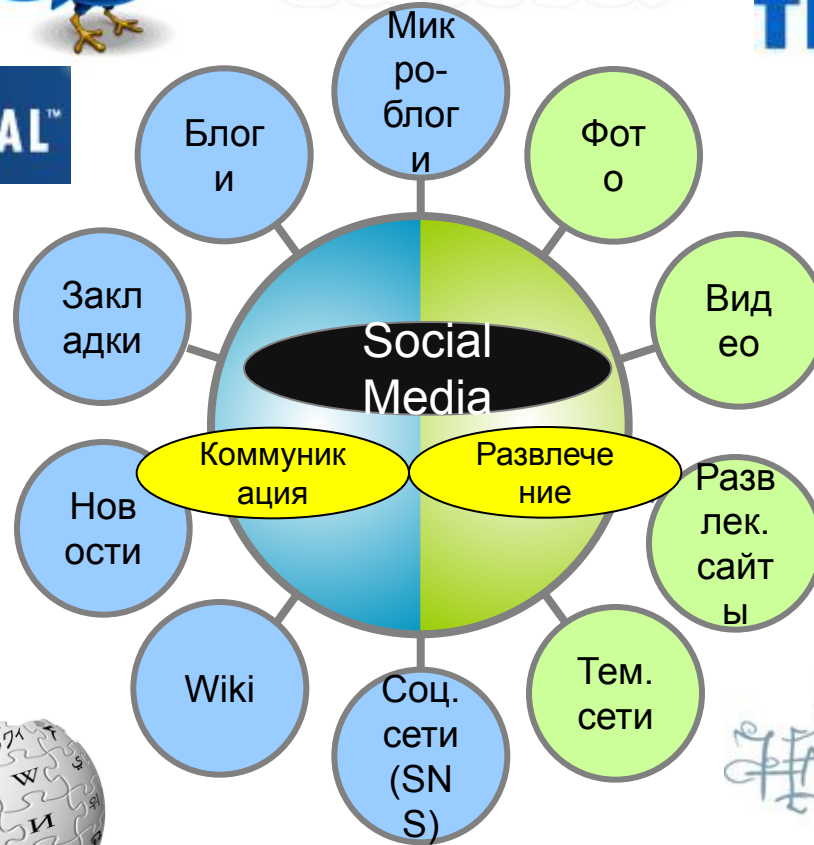 Мик
ро-
блог
и
AL™
Блог
и
Фот
о
Закл
адки
Вид
ео
Social
Media
Коммуник
ация
Развлече
ние
Нов
ости
Разв
лек.
сайт
ы
Wiki
Соц.
сети
(SN
S)
Тем.
сети
W
И